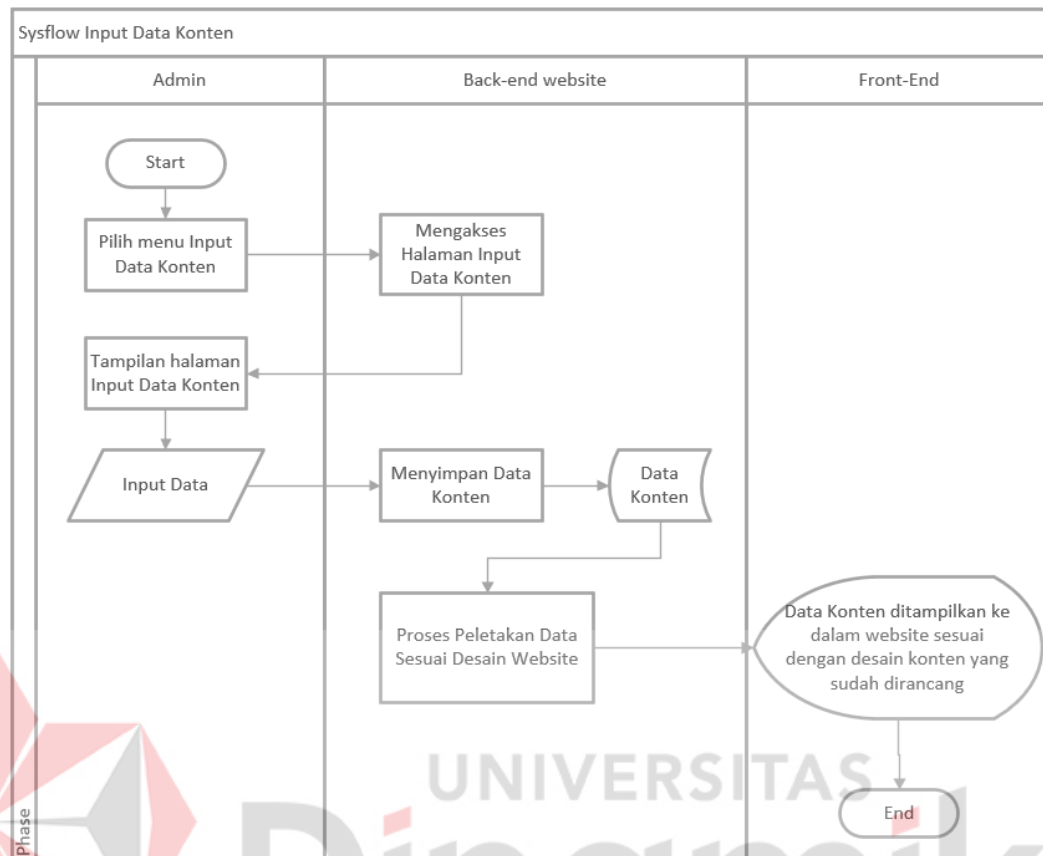 Sysflow Input Data Konten
Admin
Back-end website
Front-End
Start
Pilih menu Input
Data Konten
Mengakses
Halaman Input
Data Konten
Tampilan halaman
Input Data Konten
Input Data
Menyimpan Data
Konten
Data
Konten
Proses Peletakan Data
Sesuai Desain Website
Data Konten ditampilkan ke
dalam website sesuai
dengan desain konten yang
sudah dirancang
End
Phase
UNIVERSITAS